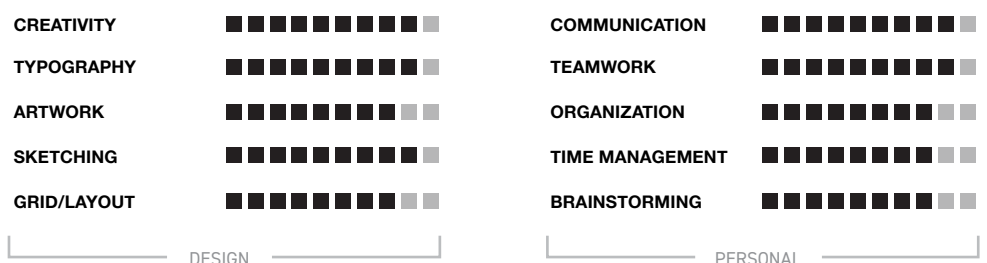 CREATIVITY
TYPOGRAPHY
ARTWORK
SKETCHING
GRID/LAYOUT
DESIGN
COMMUNICATION
TEAMWORK
ORGANIZATION
TIME MANAGEMENT
BRAINSTORMING
PERSONAL